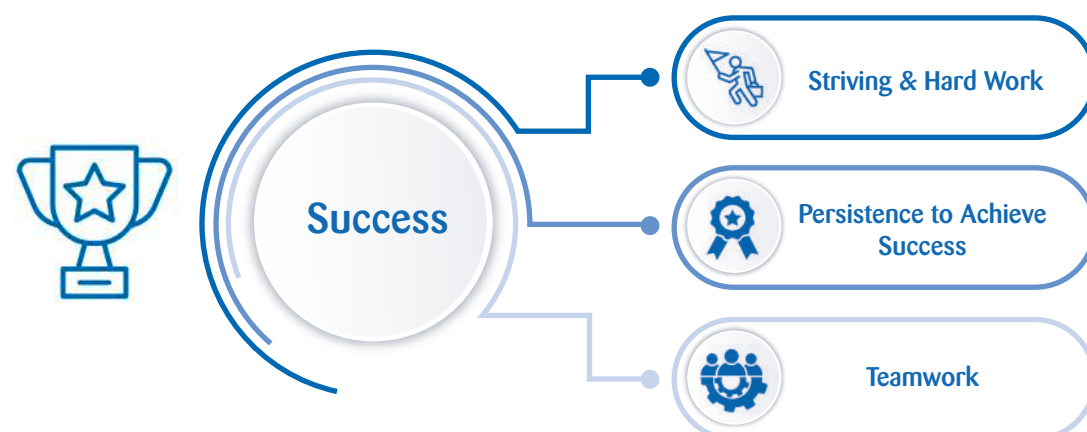 Success
Striving & Hard Work
Persistence to Achieve
Success
Teamwork